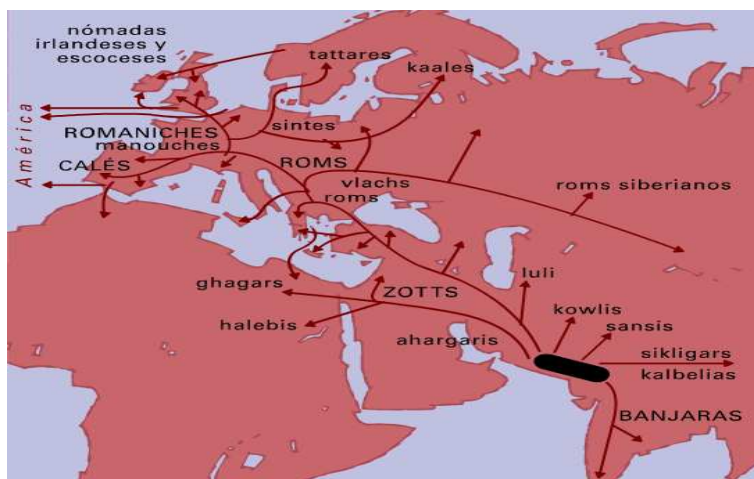 nómadas
irlandeses y
escoceses
tattares
kaales
América
ROMANICHES
manouches
sintes
CALÉS
ROMS
vlachs
roms
roms siberianos
ghagars
ZOTTS
luli
halebis
kowlis
sansis
ahargaris
sikligars
kalbelias
BANJARAS